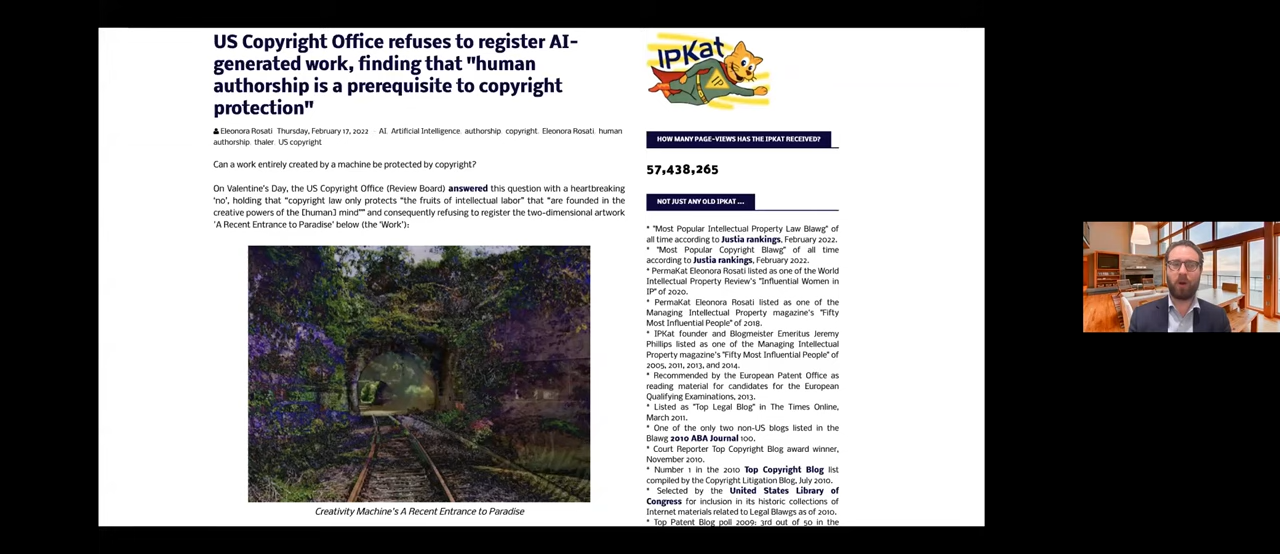 US Copyright Office refuses to register AI-
generated work, finding that "human
authorship is a prerequisite to copyright
protection"
Eleonora Rosati Thursday, February 17, 2022 - AI, Artificial Intelligence, authorship, copyright, Eleonora Rosati, human
authorship, thaler, US copyright
Can a work entirely created by a machine be protected by copyright?
On Valentine's Day, the US Copyright Office (Review Board) answered this question with a heartbreaking
'no', holding that "copyright law only protects "the fruits of intellectual labor" that "are founded in the
creative powers of the [human] mind"" and consequently refusing to register the two-dimensional artwork
'A Recent Entrance to Paradise' below (the 'Work'):
Creativity Machine's A Recent Entrance to Paradise
IPKat
IP
HOW MANY PAGE-VIEWS HAS THE IPKAT RECEIVED?
57,438,265
NOT JUST ANY OLD IPKAT ...
* "Most Popular Intellectual Property Law Blawg" of
all time according to Justia rankings, February 2022.
* "Most Popular Copyright Blawg" of all time
according to Justia rankings, February 2022.
* PermaKat Eleonora Rosati listed as one of the World
Intellectual Property Review's "Influential Women in
IP" of 2020.
* PermaKat Eleonora Rosati listed as one of the
Managing Intellectual Property magazine's "Fifty
Most Influential People" of 2018.
* IPKat founder and Blogmeister Emeritus Jeremy
Phillips listed as one of the Managing Intellectual
Property magazine's "Fifty Most Influential People" of
2005, 2011, 2013, and 2014.
* Recommended by the European Patent Office as
reading material for candidates for the European
Qualifying Examinations, 2013.
* Listed as "Top Legal Blog" in The Times Online,
March 2011.
* One of the only two non-US blogs listed in the
Blawg 2010 ABA Journal 100.
* Court Reporter Top Copyright Blog award winner,
November 2010.
* Number 1 in the 2010 Top Copyright Blog list
compiled by the Copyright Litigation Blog, July 2010.
* Selected by the United States Library of
Congress for inclusion in its historic collections of
Internet materials related to Legal Blawgs as of 2010.
* Top Patent Blog poll 2009: 3rd out of 50 in the